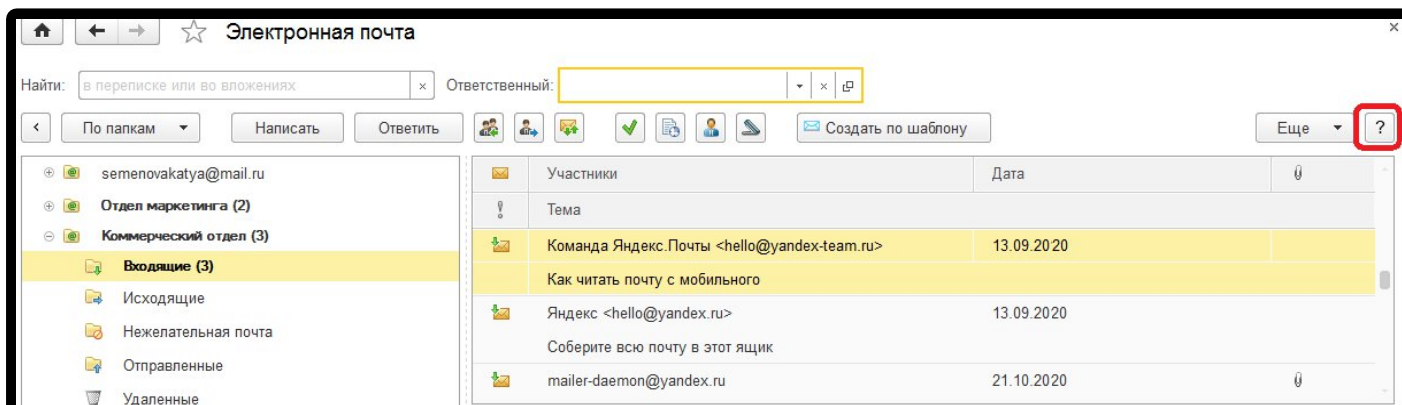 Электронная почта
Найти: в переписке или во вложениях × Ответственный:
По папкам Написать Ответить Создать по шаблону Еще ?
semenovakatya@mail.ru
Отдел маркетинга (2)
Коммерческий отдел (3)
Входящие (3)
Исходящие
Нежелательная почта
Отправленные
Удаленные
Участники Дата
Тема
Команда Яндекс.Почты <hello@yandex-team.ru> 13.09.2020
Как читать почту с мобильного
Яндекс <hello@yandex.ru> 13.09.2020
Соберите всю почту в этот ящик
mailer-daemon@yandex.ru 21.10.2020